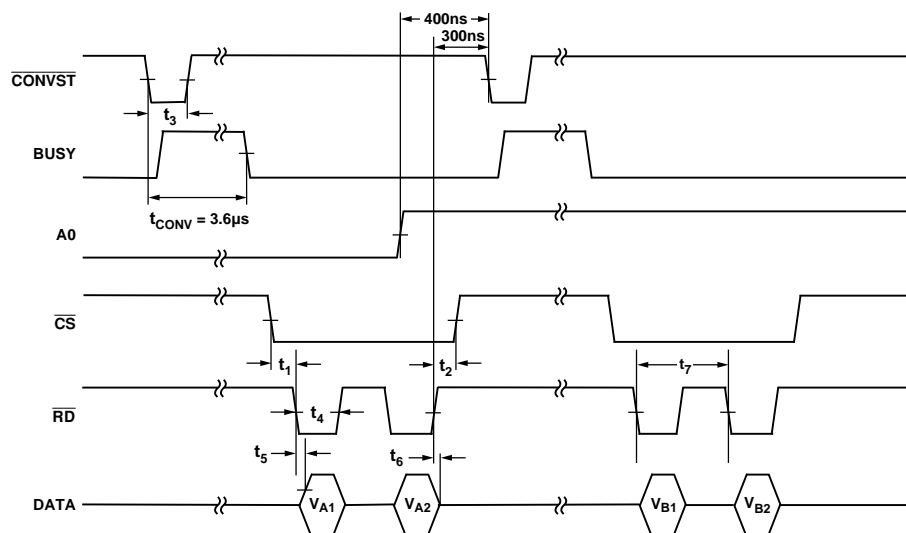 400ns
300ns
CONVST
t3
BUSY
tCONV = 3.6µs
A0
CS
t1
t2
t7
RD
t4
t5
t6
DATA
VA1
VA2
VB1
VB2